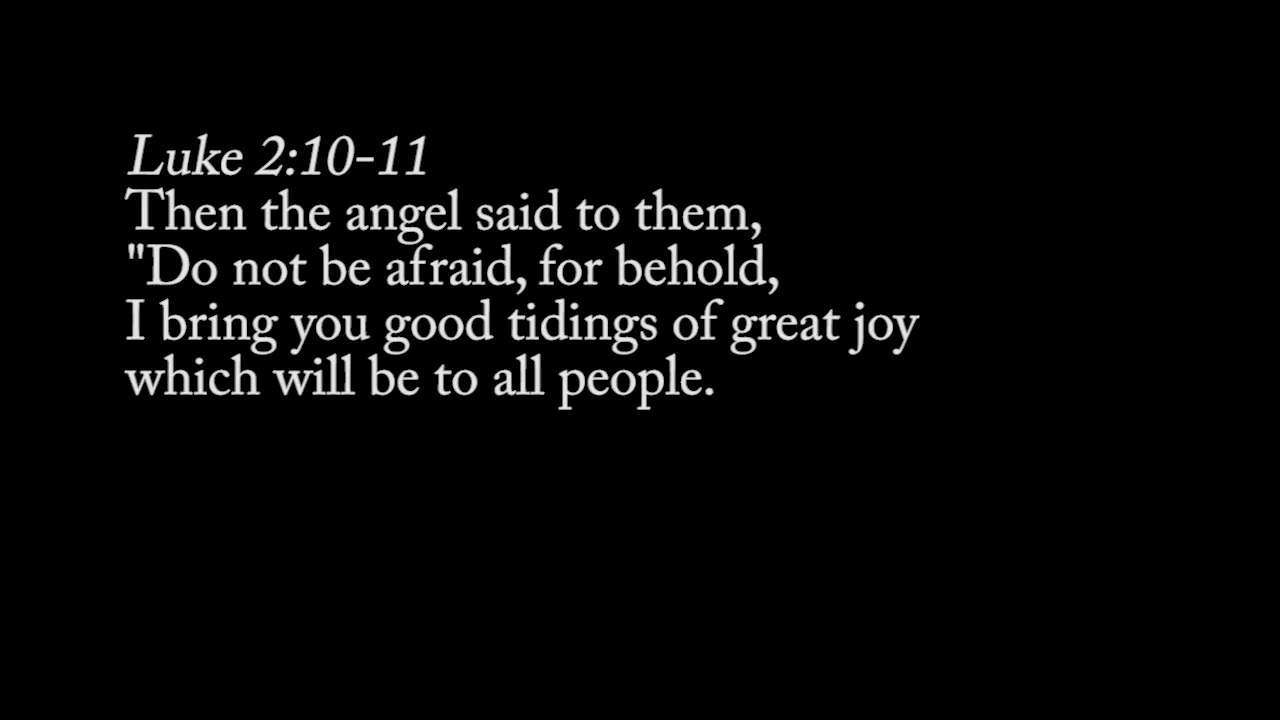 Luke 2:10-11
Then the angel said to them,
"Do not be afraid, for behold,
I bring you good tidings of great joy
which will be to all people.